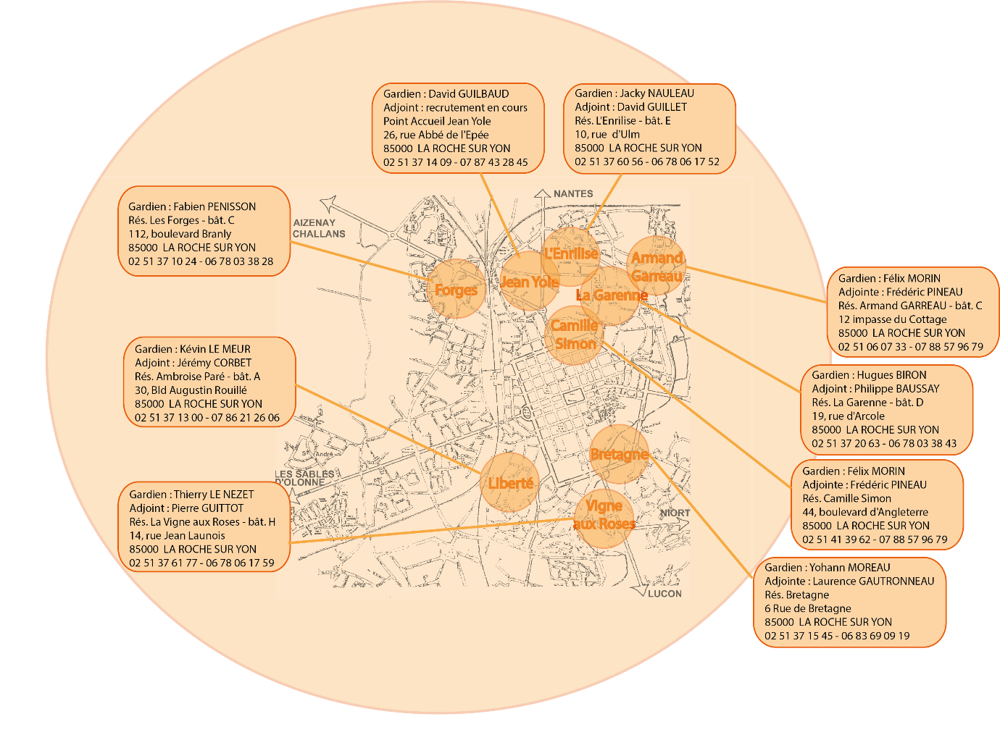 Gardien : David GUILBAUD
Adjoint : recrutement en cours
Point Accueil Jean Yole
26, rue Abbé de l'Epée
85000  LA ROCHE SUR YON
02 51 37 14 09 - 07 87 43 28 45
Gardien : Jacky NAULEAU
Adjoint : David GUILLET
Rés. L'Enrilise - bât. E
10, rue  d'Ulm
85000  LA ROCHE SUR YON
02 51 37 60 56 - 06 78 06 17 52
Gardien : Fabien PENISSON
Rés. Les Forges - bât. C
112, boulevard Branly
85000  LA ROCHE SUR YON
02 51 37 10 24 - 06 78 03 38 28
AIZENAY
CHALLANS
NANTES
L'Enrilise
Armand
Garreau
Jean Yole
Forges
La Garenne
Camille
Simon
Gardien : Félix MORIN
Adjointe : Frédéric PINEAU
Rés. Armand GARREAU - bât. C
12 impasse du Cottage
85000  LA ROCHE SUR YON
02 51 06 07 33 - 07 88 57 96 79
Gardien : Kévin LE MEUR
Adjoint : Jérémy CORBET
Rés. Ambroise Paré - bât. A
30, Bld Augustin Rouillé
85000  LA ROCHE SUR YON
02 51 37 13 00 - 07 86 21 26 06
Gardien : Hugues BIRON
Adjoint : Philippe BAUSSAY
Rés. La Garenne - bât. D
19, rue d'Arcole
85000  LA ROCHE SUR YON
02 51 37 20 63 - 06 78 03 38 43
St André
LES SABLES
D'OLONNE
Bretagne
Liberté
Vigne
aux Roses
NIORT
LUCON
Gardien : Félix MORIN
Adjointe : Frédéric PINEAU
Rés. Camille Simon
44, boulevard d'Angleterre
85000  LA ROCHE SUR YON
02 51 41 39 62 - 07 88 57 96 79
Gardien : Thierry LE NEZET
Adjoint : Pierre GUITTOT
Rés. La Vigne aux Roses - bât. H
14, rue Jean Launois
85000  LA ROCHE SUR YON
02 51 37 61 77 - 06 78 06 17 59
Gardien : Yohann MOREAU
Adjointe : Laurence GAUTRONNEAU
Rés. Bretagne
6 Rue de Bretagne
85000  LA ROCHE SUR YON
02 51 37 15 45 - 06 83 69 09 19